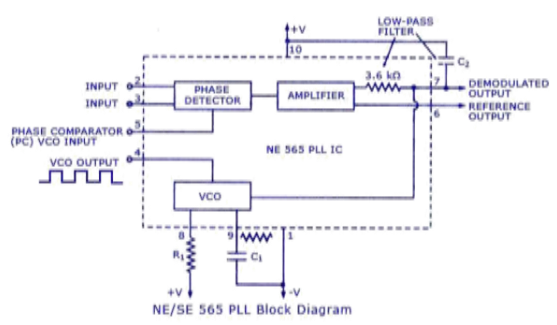 +V
LOW-PASS
FILTER
10
C2
2
INPUT
PHASE
DETECTOR
AMPLIFIER
3.6 kΩ
7
DEMODULATED
OUTPUT
INPUT
3
REFERENCE
OUTPUT
6
5
PHASE COMPARATOR
(PC) VCO INPUT
4
VCO OUTPUT
NE 565 PLL IC
VCO
8
9
1
R1
C1
+V
-V
NE/SE 565 PLL Block Diagram